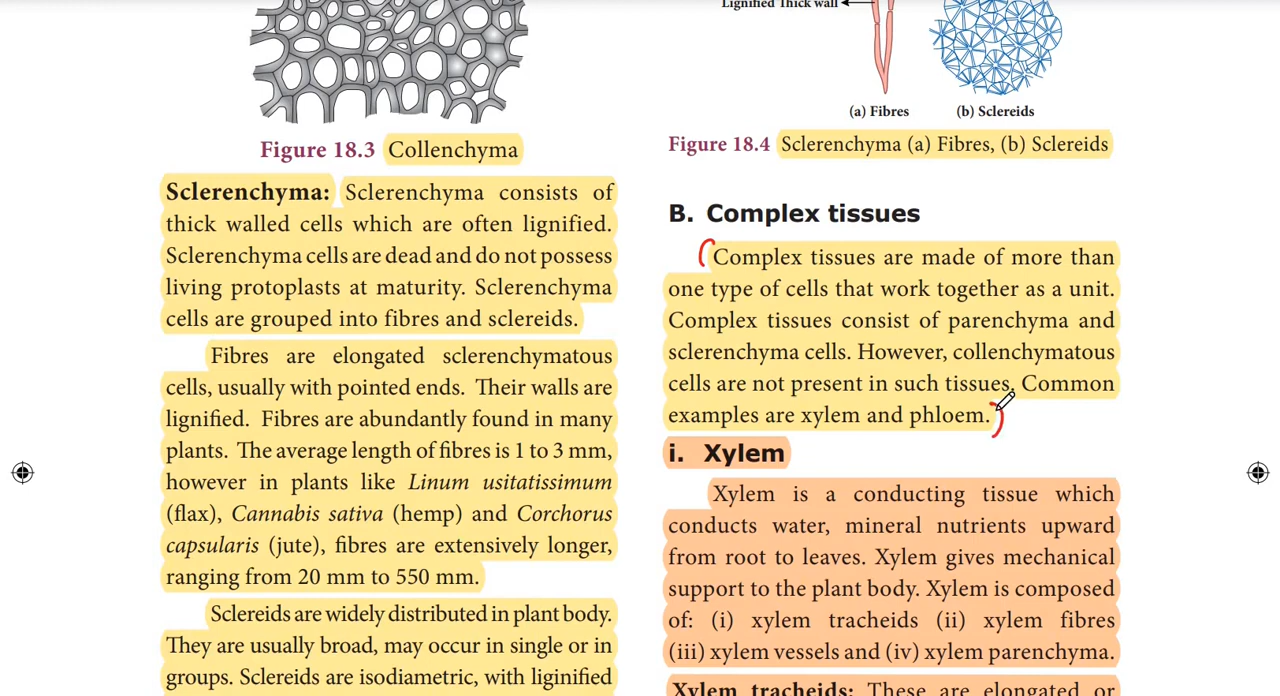 Figure 18.3 Collenchyma
Sclerenchyma: Sclerenchyma consists of
thick walled cells which are often lignified.
Sclerenchyma cells are dead and do not possess
living protoplasts at maturity. Sclerenchyma
cells are grouped into fibres and sclereids.
Fibres are elongated sclerenchymatous
cells, usually with pointed ends. Their walls are
lignified. Fibres are abundantly found in many
plants. The average length of fibres is 1 to 3 mm,
however in plants like Linum usitatissimum
(flax), Cannabis sativa (hemp) and Corchorus
capsularis (jute), fibres are extensively longer,
ranging from 20 mm to 550 mm.
Sclereids are widely distributed in plant body.
They are usually broad, may occur in single or in
groups. Sclereids are isodiametric, with liginified
Lignified Thick wall
(a) Fibres (b) Sclereids
Figure 18.4 Sclerenchyma (a) Fibres, (b) Sclereids
B. Complex tissues
Complex tissues are made of more than
one type of cells that work together as a unit.
Complex tissues consist of parenchyma and
sclerenchyma cells. However, collenchymatous
cells are not present in such tissues. Common
examples are xylem and phloem.
i. Xylem
Xylem is a conducting tissue which
conducts water, mineral nutrients upward
from root to leaves. Xylem gives mechanical
support to the plant body. Xylem is composed
of: (i) xylem tracheids (ii) xylem fibres
(iii) xylem vessels and (iv) xylem parenchyma.
Xylem tracheids: These are elongated or